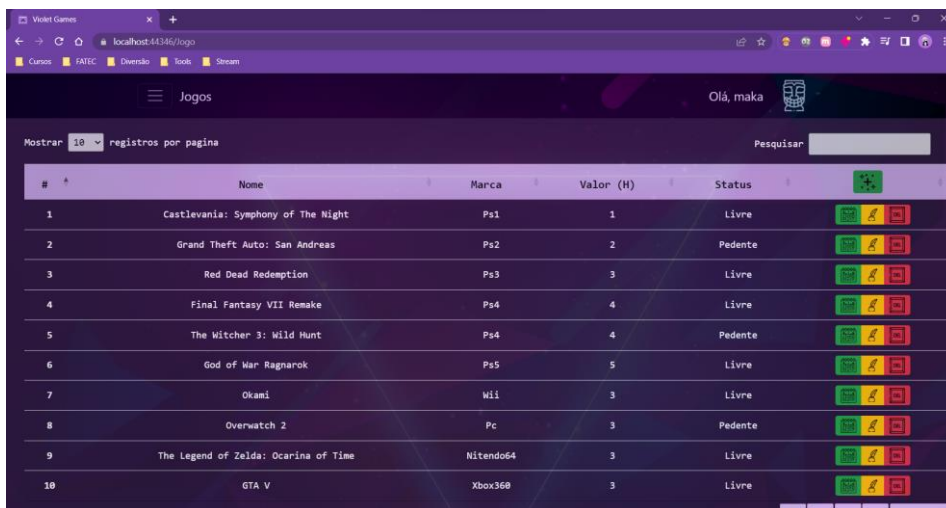 Violet Games
localhost:44346/Jogo
Cursos FATEC Diversão Tools Stream
Jogos Olá, maka
Mostrar 10 registros por pagina Pesquisar
# Nome Marca Valor (H) Status
1 Castlevania: Symphony of The Night Ps1 1 Livre
2 Grand Theft Auto: San Andreas Ps2 2 Pedente
3 Red Dead Redemption Ps3 3 Livre
4 Final Fantasy VII Remake Ps4 4 Livre
5 The Witcher 3: Wild Hunt Ps4 4 Pedente
6 God of War Ragnarok Ps5 5 Livre
7 Okami Wii 3 Livre
8 Overwatch 2 Pc 3 Pedente
9 The Legend of Zelda: Ocarina of Time Nitendo64 3 Livre
10 GTA V Xbox360 3 Livre